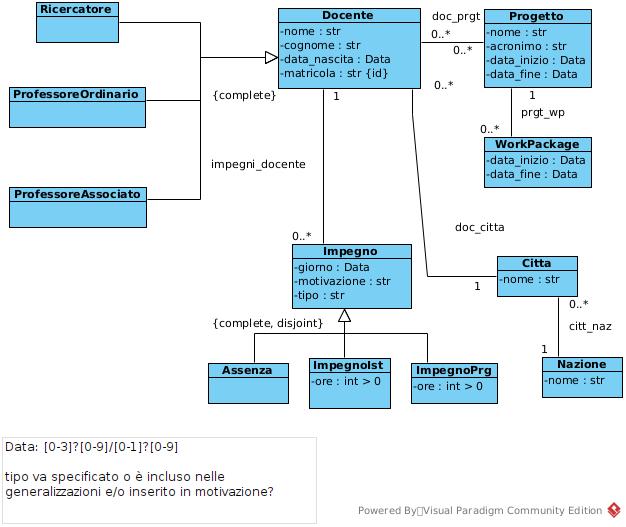 Ricercatore
ProfessoreOrdinario
ProfessoreAssociato
{complete}
Docente
-nome : str
-cognome : str
-data_nascita : Data
-matricola : str {id}
doc_prgt
0..*
0..*
Progetto
-nome : str
-acronimo : str
-data_inizio : Data
-data_fine : Data
1
prgt_wp
0..*
WorkPackage
-data_inizio : Data
-data_fine : Data
1
impegni_docente
0..*
0..*
doc_citta
1
Citta
-nome : str
0..*
citt_naz
1
Nazione
-nome : str
Impegno
-giorno : Data
-motivazione : str
-tipo : str
{complete, disjoint}
Assenza
ImpegnoIst
-ore : int > 0
ImpegnoPrg
-ore : int > 0
Data: [0-3]?[0-9]/[0-1]?[0-9]
tipo va specificato o è incluso nelle
generalizzazioni e/o inserito in motivazione?
Powered By Visual Paradigm Community Edition